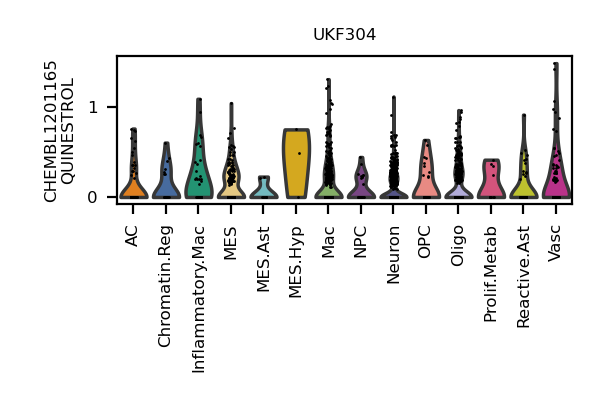 UKF304
CHEMBL1201165
QUINESTROL
1
0
AC
Chromatin.Reg
Inflammatory.Mac
MES
MES.Ast
MES.Hyp
Mac
NPC
Neuron
OPC
Oligo
Prolif.Metab
Reactive.Ast
Vasc